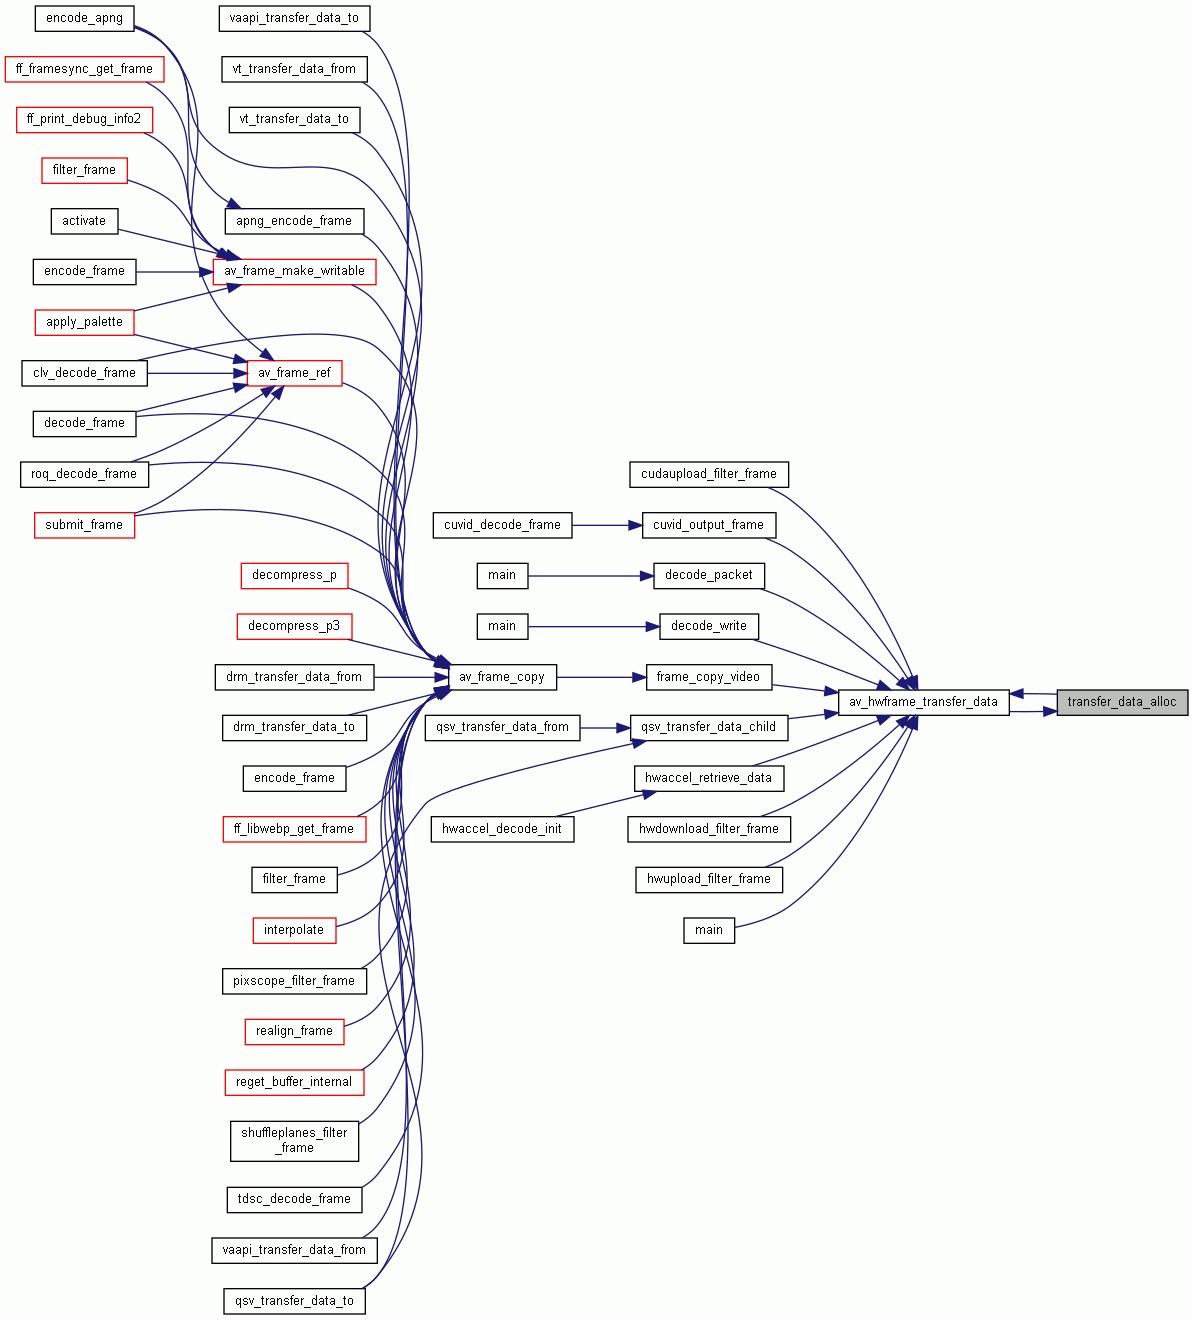 encode_apng
ff_framesync_get_frame
ff_print_debug_info2
filter_frame
activate
encode_frame
apply_palette
clv_decode_frame
decode_frame
roq_decode_frame
submit_frame
vaapi_transfer_data_to
vt_transfer_data_from
vt_transfer_data_to
apng_encode_frame
av_frame_make_writable
av_frame_ref
decompress_p
decompress_p3
drm_transfer_data_from
drm_transfer_data_to
encode_frame
ff_libwebp_get_frame
filter_frame
interpolate
pixscope_filter_frame
realign_frame
reget_buffer_internal
shuffleplanes_filter
_frame
tdsc_decode_frame
vaapi_transfer_data_from
qsv_transfer_data_to
cuvid_decode_frame
main
main
av_frame_copy
qsv_transfer_data_from
hwaccel_decode_init
cudaupload_filter_frame
cuvid_output_frame
decode_packet
decode_write
frame_copy_video
qsv_transfer_data_child
hwaccel_retrieve_data
hwdownload_filter_frame
hwupload_filter_frame
main
av_hwframe_transfer_data
transfer_data_alloc